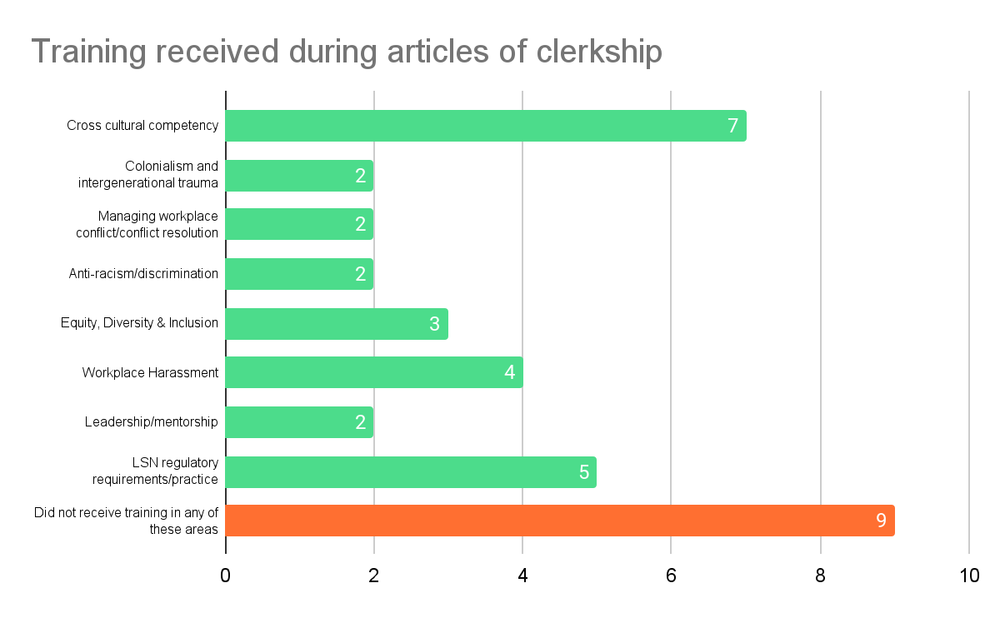 Training received during articles of clerkship
Cross cultural competency
7
Colonialism and
intergenerational trauma
2
Managing workplace
conflict/conflict resolution
2
Anti-racism/discrimination
2
Equity, Diversity & Inclusion
3
Workplace Harassment
4
Leadership/mentorship
2
LSN regulatory
requirements/practice
5
Did not receive training in any of
these areas
9
0 2 4 6 8 10